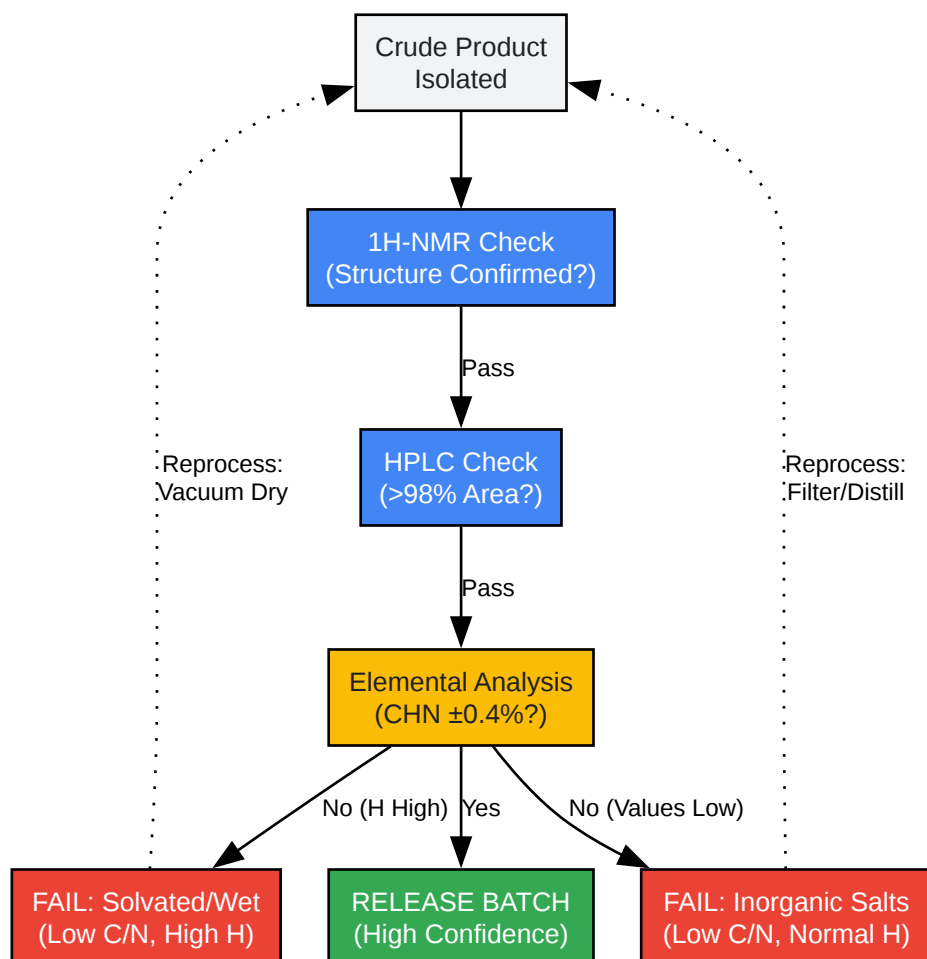 Crude Product
Isolated
1H-NMR Check
(Structure Confirmed?)
Pass
HPLC Check
(>98% Area?)
Reprocess:
Vacuum Dry
Reprocess:
Filter/Distill
Pass
Elemental Analysis
(CHN ±0.4%?)
No (H High)
Yes
No (Values Low)
FAIL: Solvated/Wet
(Low C/N, High H)
RELEASE BATCH
(High Confidence)
FAIL: Inorganic Salts
(Low C/N, Normal H)